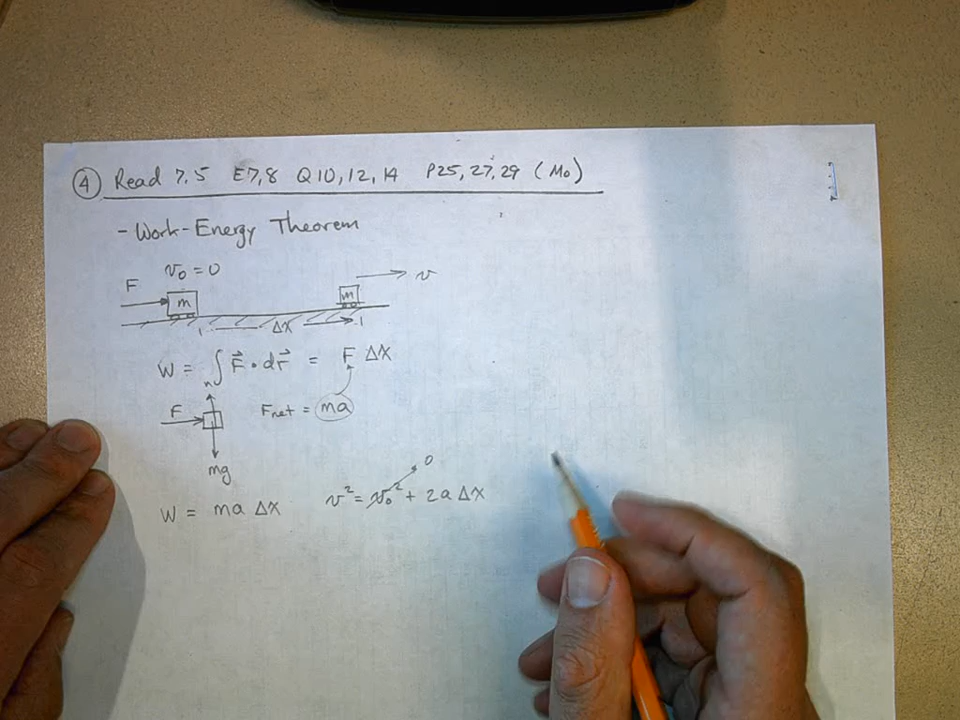 ④ Read 7.5 E7,8 Q10,12,14 P25,27,29 (Mo)
- Work-Energy Theorem
v₀ = 0
F
m
m
v
Δx
W = ∫ F⃗ • dr⃗ = F Δx
n
F
Fnet = ma
mg
0
W = ma Δx v² = v₀² + 2a Δx